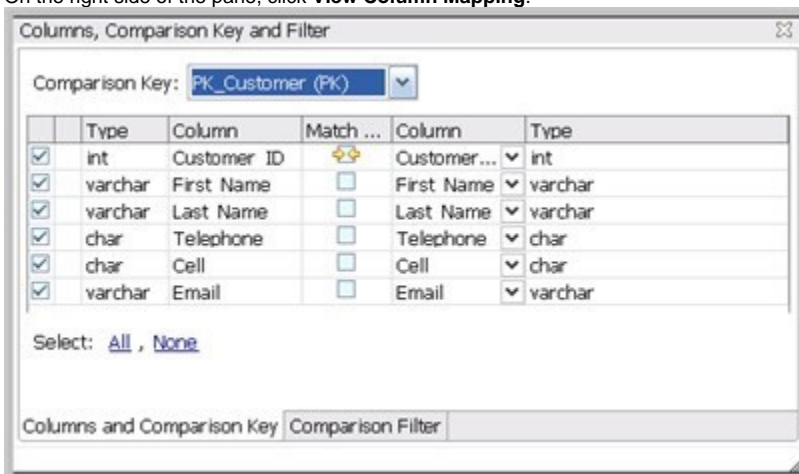 On the right side of the pane, click View Column Mapping.
Columns, Comparison Key and Filter
Comparison Key: PK_Customer (PK)
Type Column Match ... Column Type
int Customer ID Customer... int
varchar First Name First Name varchar
varchar Last Name Last Name varchar
char Telephone Telephone char
char Cell Cell char
varchar Email Email varchar
Select: All , None
Columns and Comparison Key Comparison Filter